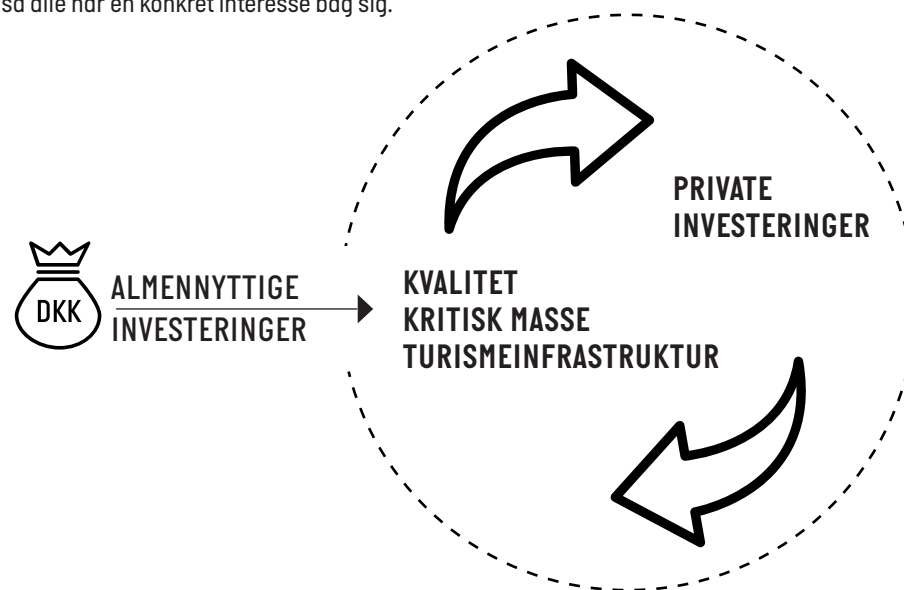 så alle har en konkret interesse bag sig.
PRIVATE
INVESTERINGER
DKK
ALMENNYTTIGE
INVESTERINGER
KVALITET
KRITISK MASSE
TURISMEINFRASTRUKTUR